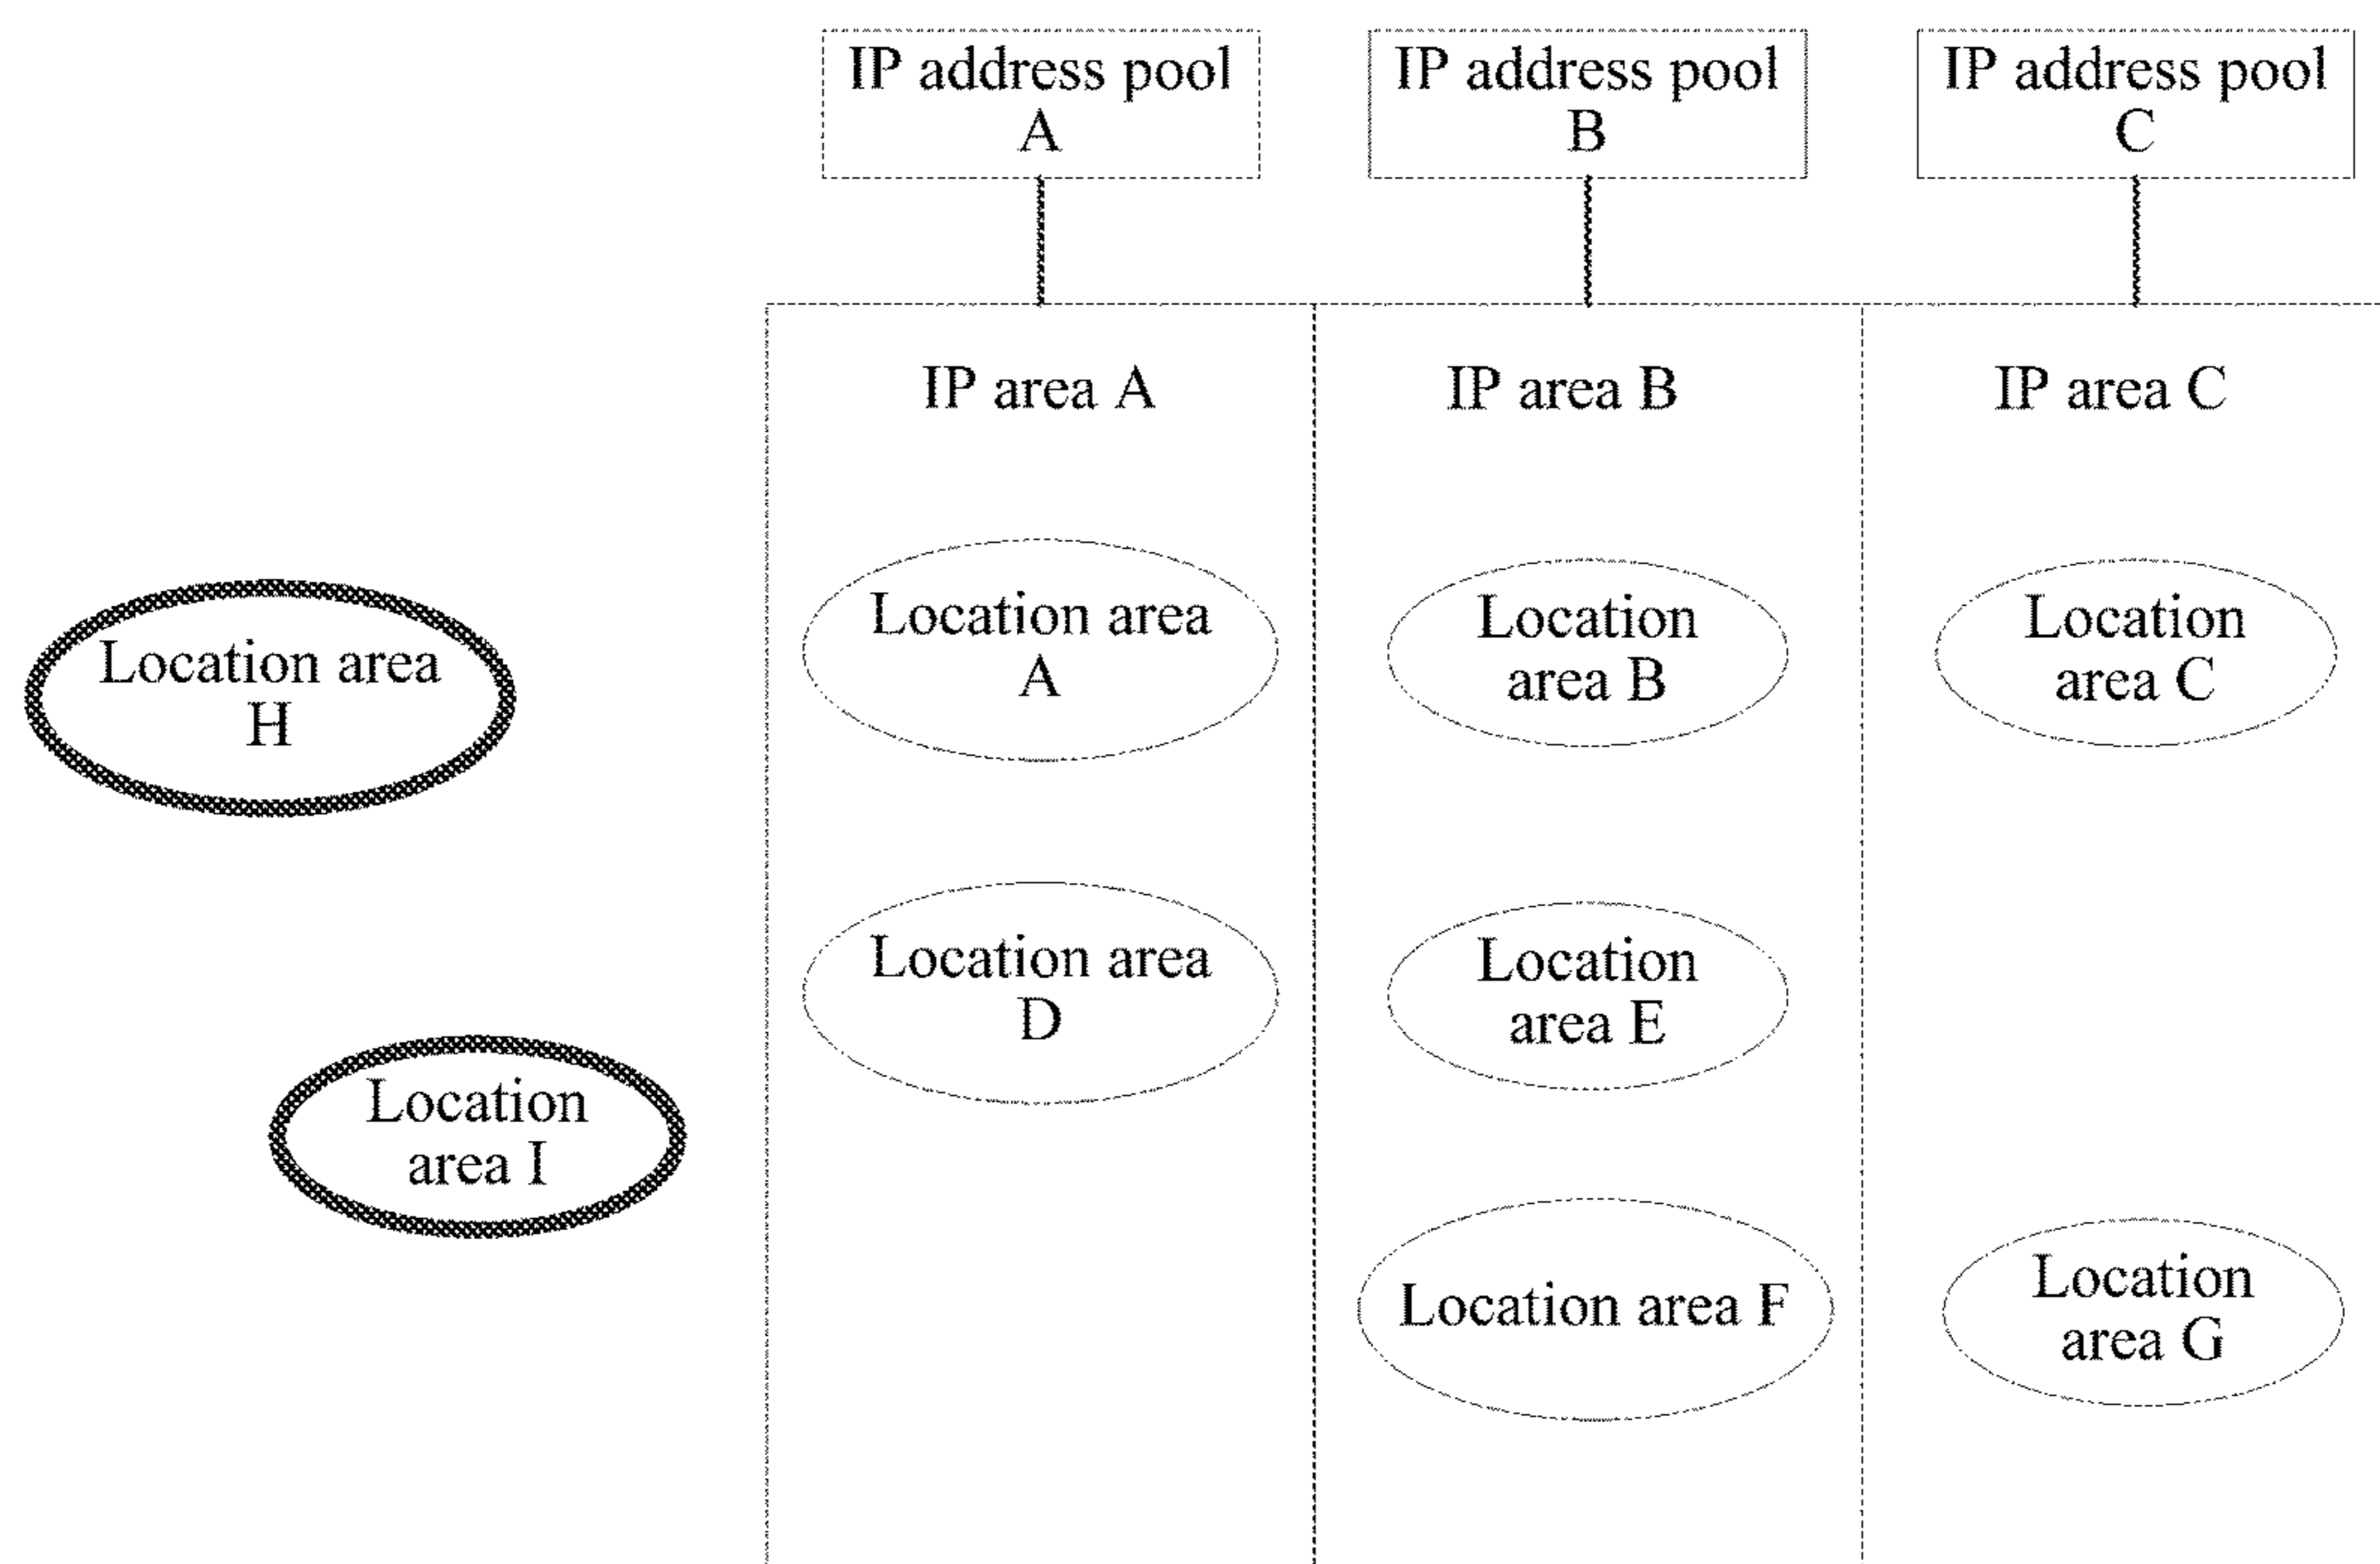 IP address pool
A
IP address pool
B
IP address pool
C
IP area A
IP area B
IP area C
Location area
H
Location area
A
Location
area B
Location
area C
Location area
D
Location
area E
Location
area I
Location area F
Location
area G